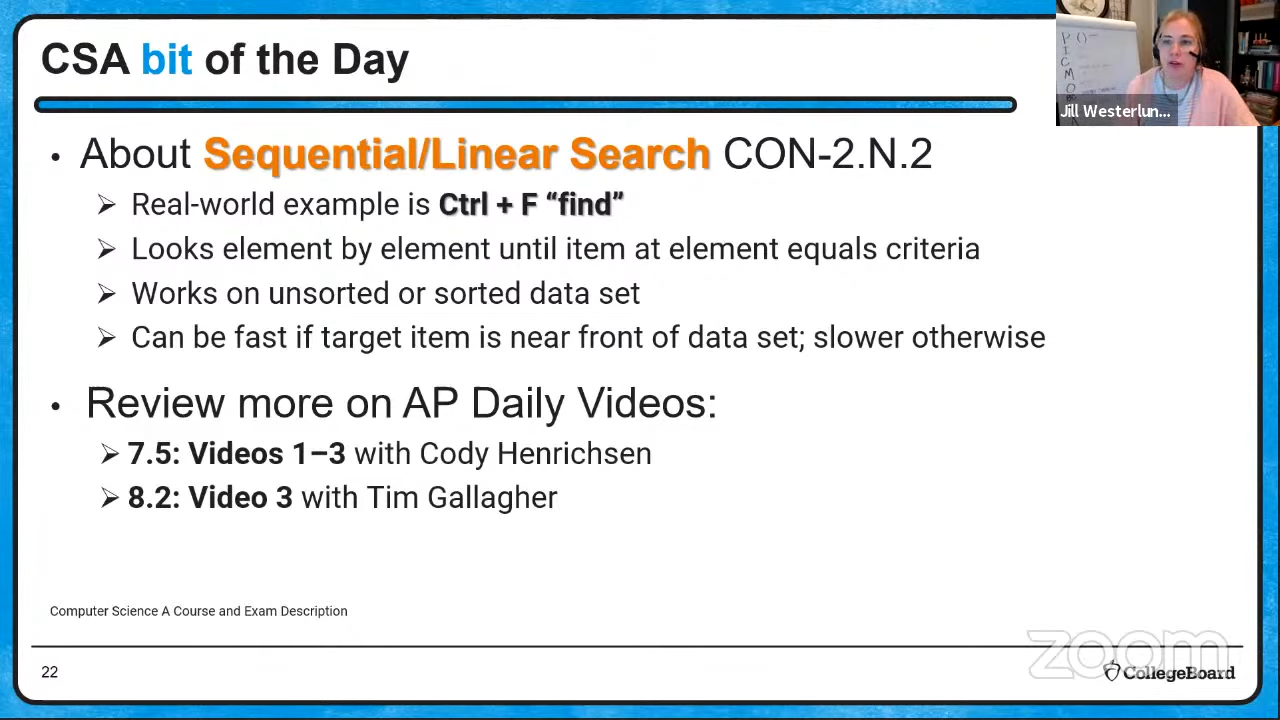 CSA bit of the Day
Jill Westerlun...
P () –
I
C
M
O
• About Sequential/Linear Search CON-2.N.2
➢ Real-world example is Ctrl + F “find”
➢ Looks element by element until item at element equals criteria
➢ Works on unsorted or sorted data set
➢ Can be fast if target item is near front of data set; slower otherwise
• Review more on AP Daily Videos:
➢ 7.5: Videos 1–3 with Cody Henrichsen
➢ 8.2: Video 3 with Tim Gallagher
Computer Science A Course and Exam Description
zoom
22
CollegeBoard